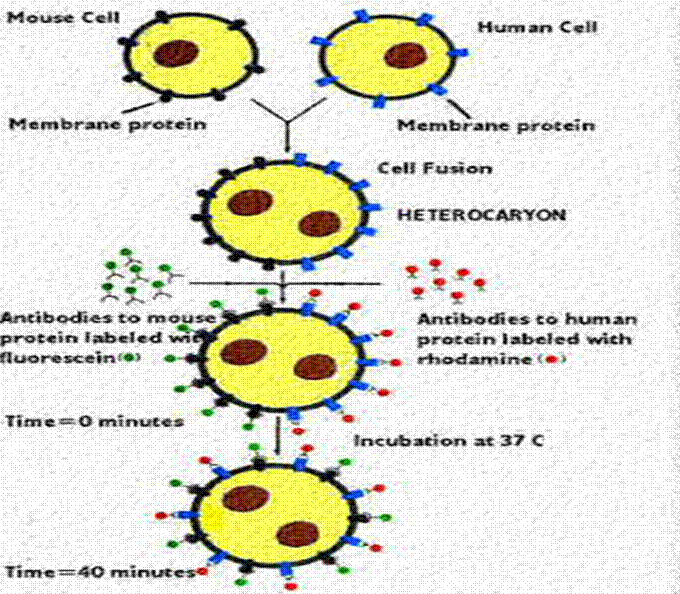 Mouse Cell
Human Cell
Membrane protein
Membrane protein
Cell Fusion
HETEROCARYON
Antibodies to mouse
protein labeled with
fluorescein(●)
Antibodies to human
protein labeled with
rhodamine (●)
Time=0 minutes
Incubation at 37 C
Time=40 minutes